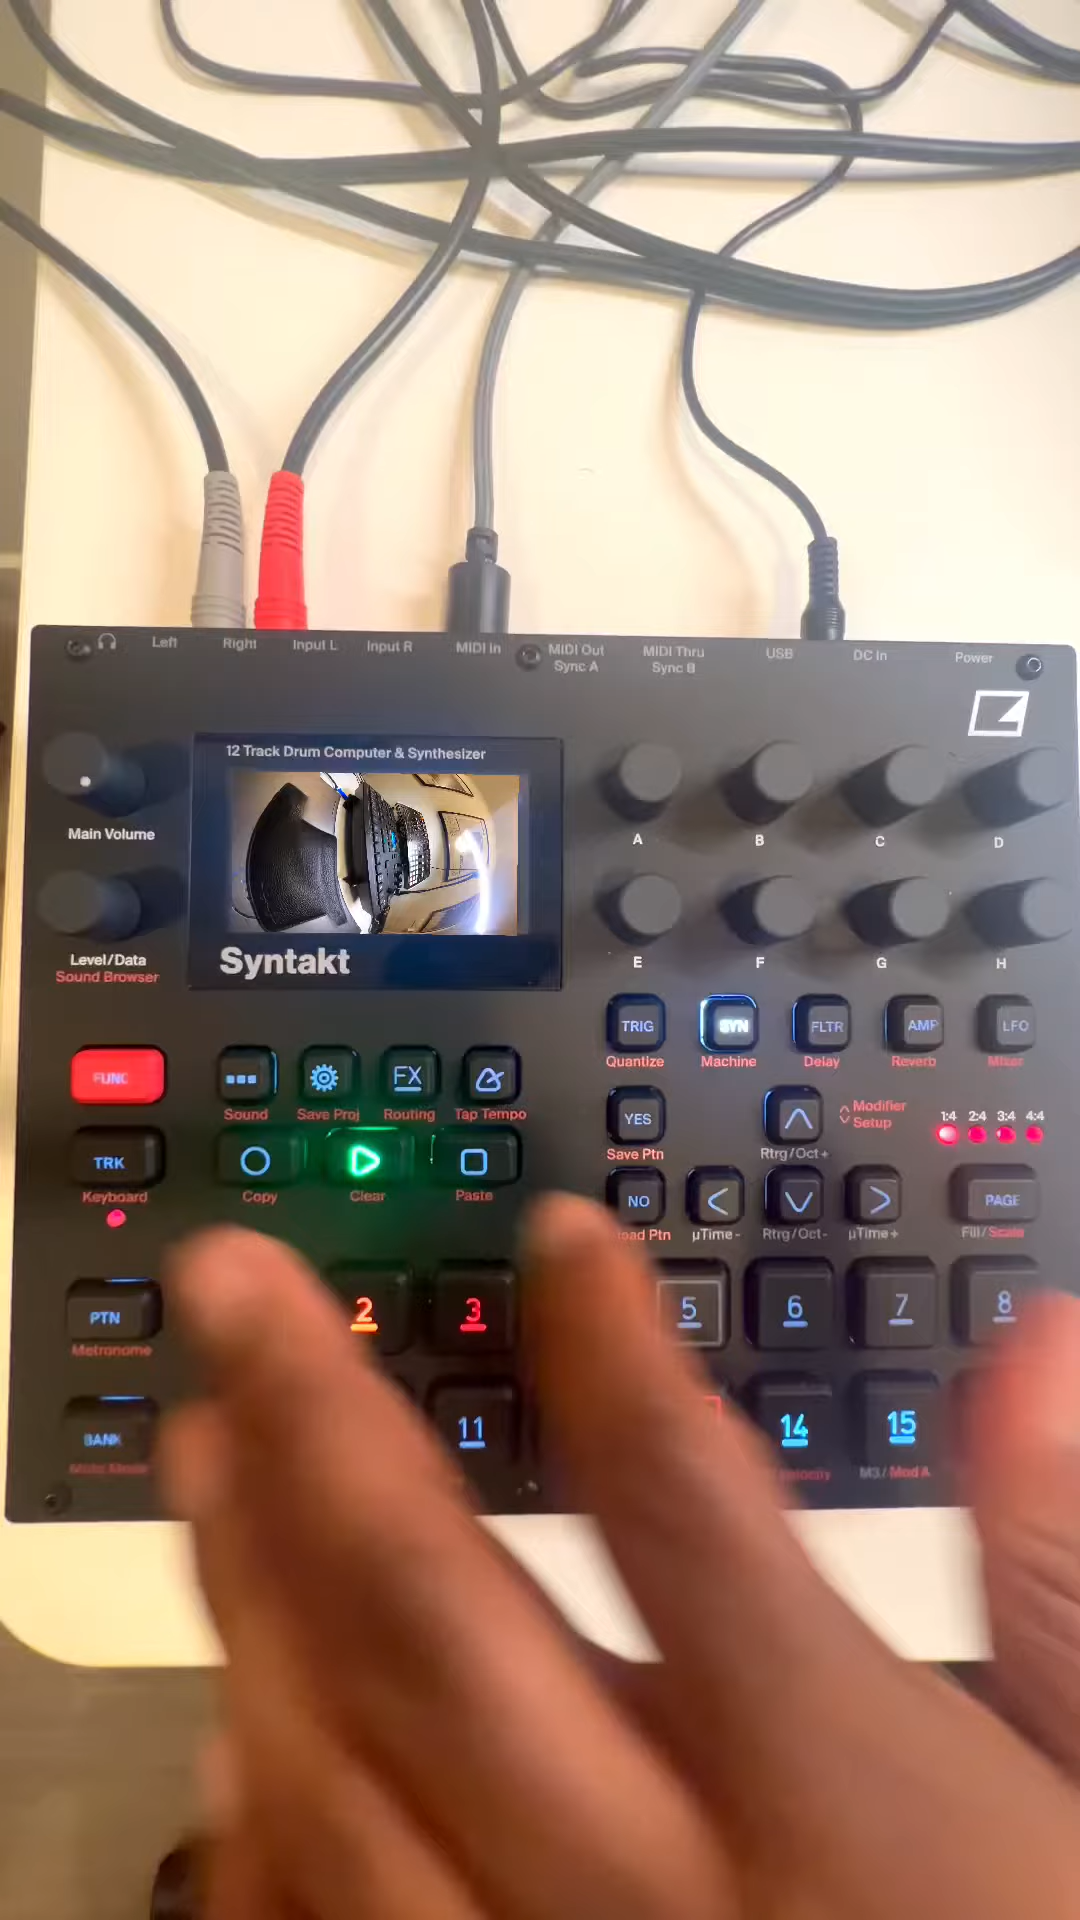 Left
Right
Input L
Input R
MIDI In
MIDI Out
Sync A
MIDI Thru
Sync B
USB
DC In
Power
12 Track Drum Computer & Synthesizer
Syntakt
Main Volume
Level/Data
Sound Browser
A
B
C
D
E
F
G
H
TRIG
SYN
FLTR
AMP
LFO
Quantize
Machine
Delay
Reverb
Mixer
FUNC
FX
Sound
Save Proj
Routing
Tap Tempo
YES
Save Ptn
Rtrg/Oct+
Modifier
Setup
1:4
2:4
3:4
4:4
TRK
Keyboard
Copy
Clear
Paste
NO
Ptn
µTime-
Rtrg/Oct-
µTime+
PAGE
Fill/Scale
PTN
Metronome
2
3
5
6
7
8
BANK
11
14
15
M3/Mod A